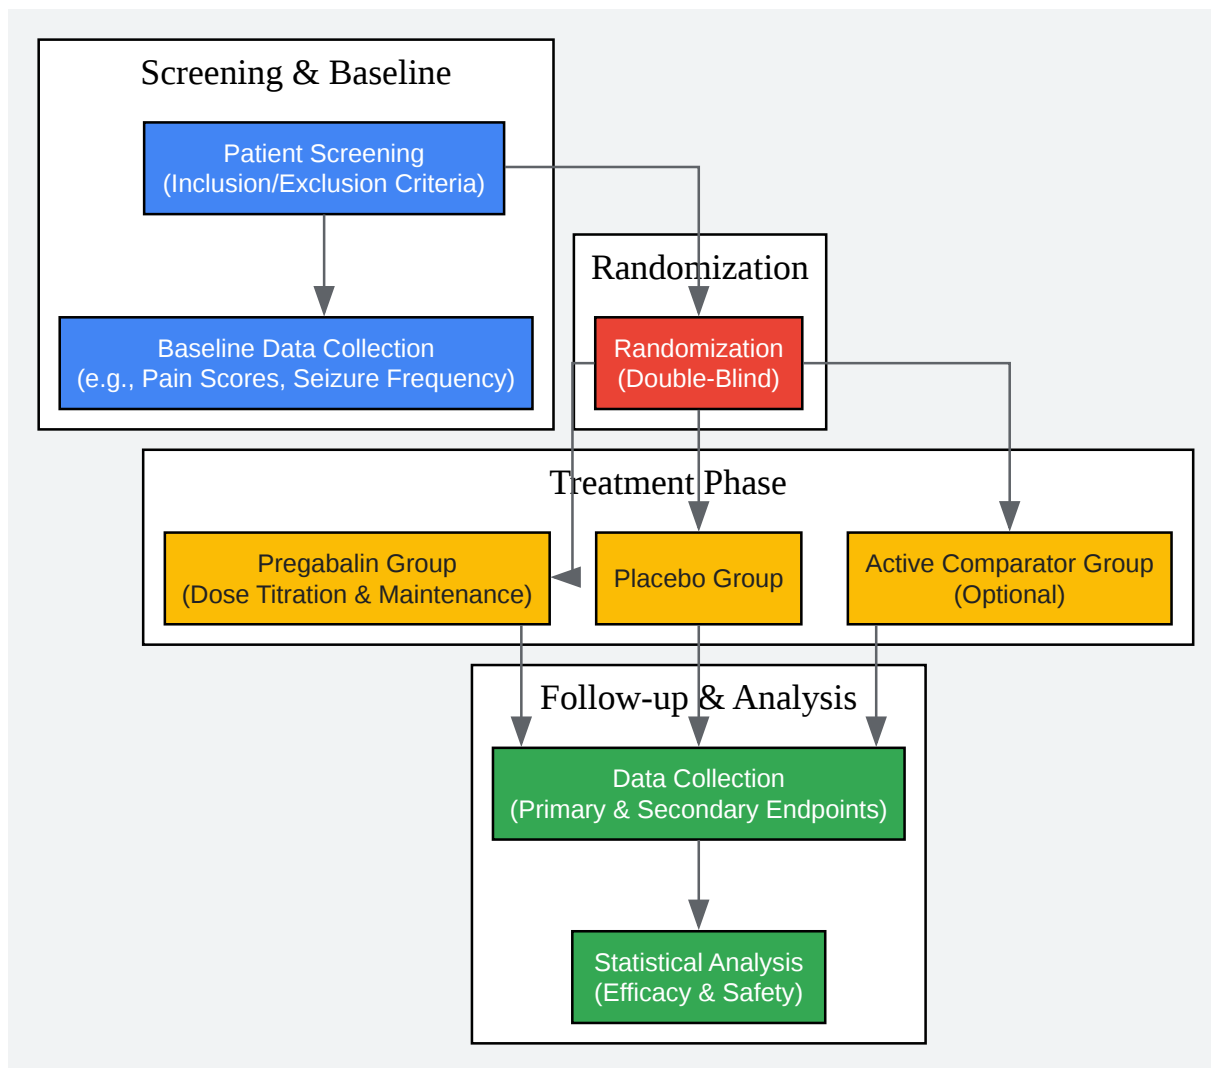 Screening & Baseline
Patient Screening
(Inclusion/Exclusion Criteria)
Baseline Data Collection
(e.g., Pain Scores, Seizure Frequency)
Randomization
Randomization
(Double-Blind)
Treatment Phase
Pregabalin Group
(Dose Titration & Maintenance)
Placebo Group
Active Comparator Group
(Optional)
Follow-up & Analysis
Data Collection
(Primary & Secondary Endpoints)
Statistical Analysis
(Efficacy & Safety)